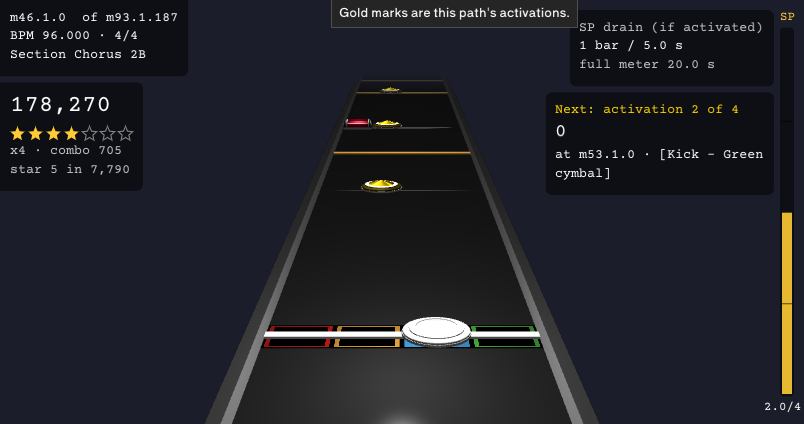 m46.1.0 of m93.1.187
BPM 96.000 · 4/4
Section Chorus 2B
178,270
x4 · combo 705
star 5 in 7,790
Gold marks are this path's activations.
SP drain (if activated)
1 bar / 5.0 s
full meter 20.0 s
Next: activation 2 of 4
0
at m53.1.0 · [Kick - Green
cymbal]
SP
2.0/4